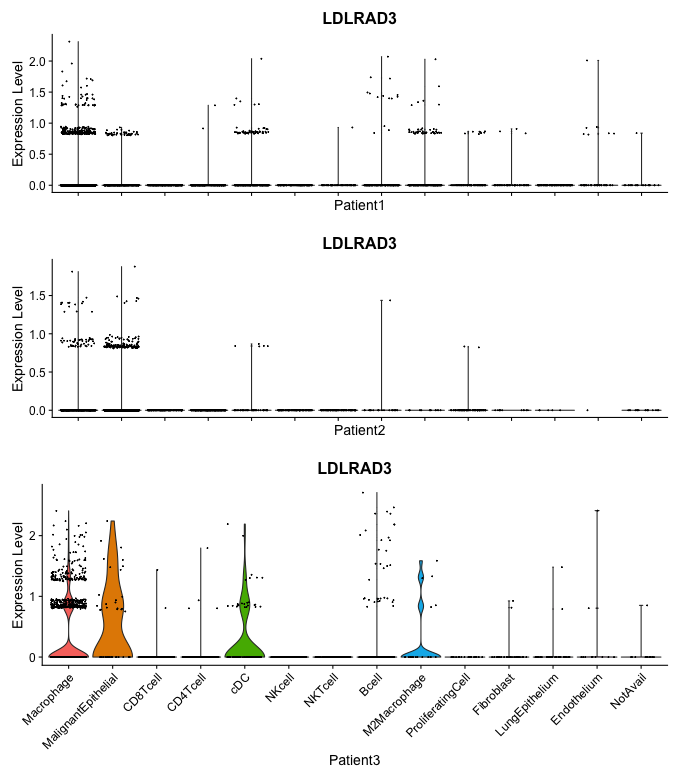 LDLRAD3
Expression Level
2.0
1.5
1.0
0.5
0.0
Patient1
LDLRAD3
Expression Level
1.5
1.0
0.5
0.0
Patient2
LDLRAD3
Expression Level
2
1
0
Macrophage
MalignantEpithelial
CD8Tcell
CD4Tcell
cDC
NKcell
NKTcell
Bcell
M2Macrophage
ProliferatingCell
Fibroblast
LungEpithelium
Endothelium
NotAvail
Patient3